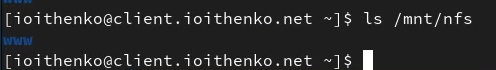 [ioithenko@client.ioithenko.net ~]$ ls /mnt/nfs
www
[ioithenko@client.ioithenko.net ~]$